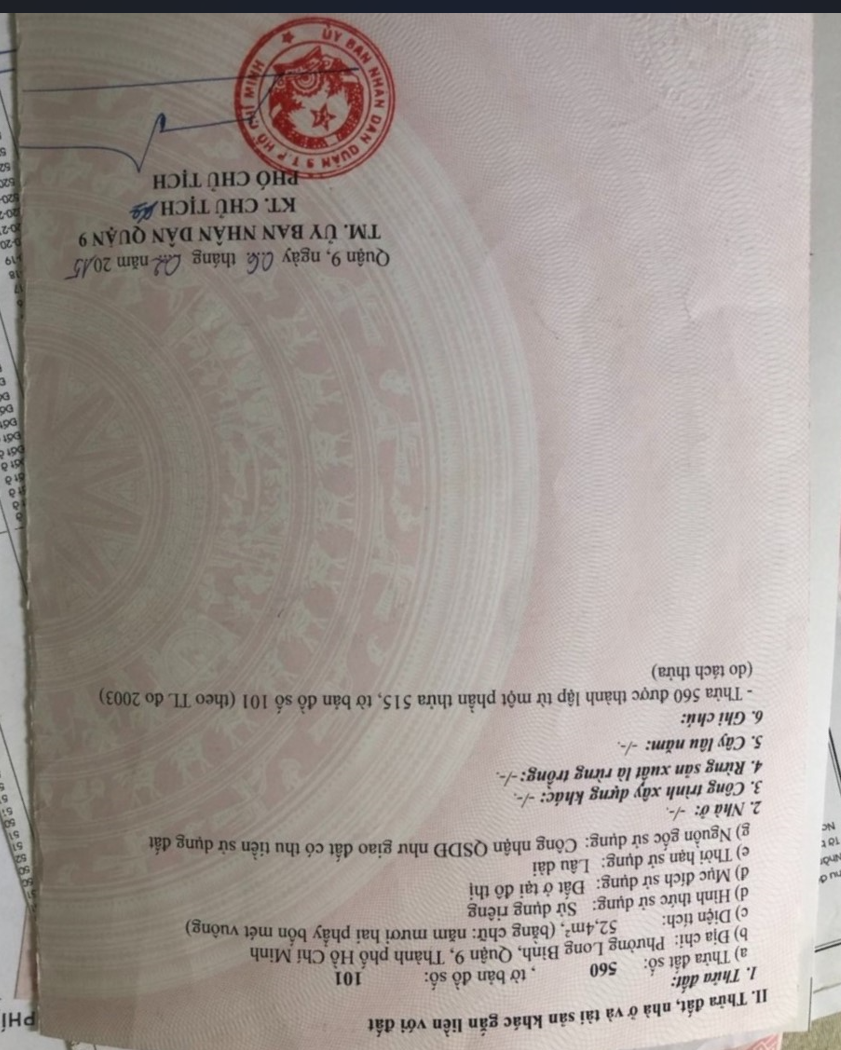 II. Thửa đất, nhà ở và tài sản khác gắn liền với đất
1. Thửa đất:
a) Thửa đất số: 560 , tờ bản đồ số: 101
b) Địa chỉ: Phường Long Bình, Quận 9, Thành phố Hồ Chí Minh
c) Diện tích: 52,4m², (bằng chữ: năm mươi hai phẩy bốn mét vuông)
d) Hình thức sử dụng: Sử dụng riêng
đ) Mục đích sử dụng: Đất ở tại đô thị
e) Thời hạn sử dụng: Lâu dài
g) Nguồn gốc sử dụng: Công nhận QSDĐ như giao đất có thu tiền sử dụng đất
2. Nhà ở: -/-.
3. Công trình xây dựng khác: -/-.
4. Rừng sản xuất là rừng trồng: -/-.
5. Cây lâu năm: -/-.
6. Ghi chú:
- Thửa 560 được thành lập từ một phần thửa 515, tờ bản đồ số 101 (theo TL do 2003)
(do tách thửa)
Quận 9, ngày 06 tháng 02 năm 2015
TM. ỦY BAN NHÂN DÂN QUẬN 9
KT. CHỦ TỊCH
PHÓ CHỦ TỊCH
ỦY BAN NHÂN DÂN QUẬN 9 T.P HỒ CHÍ MINH